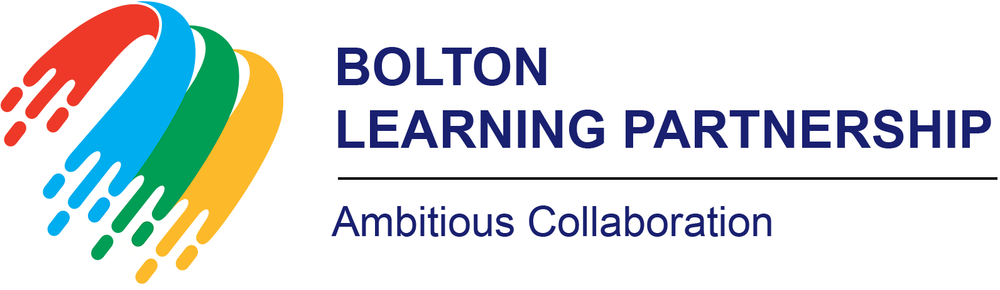 BOLTON
LEARNING PARTNERSHIP
Ambitious Collaboration